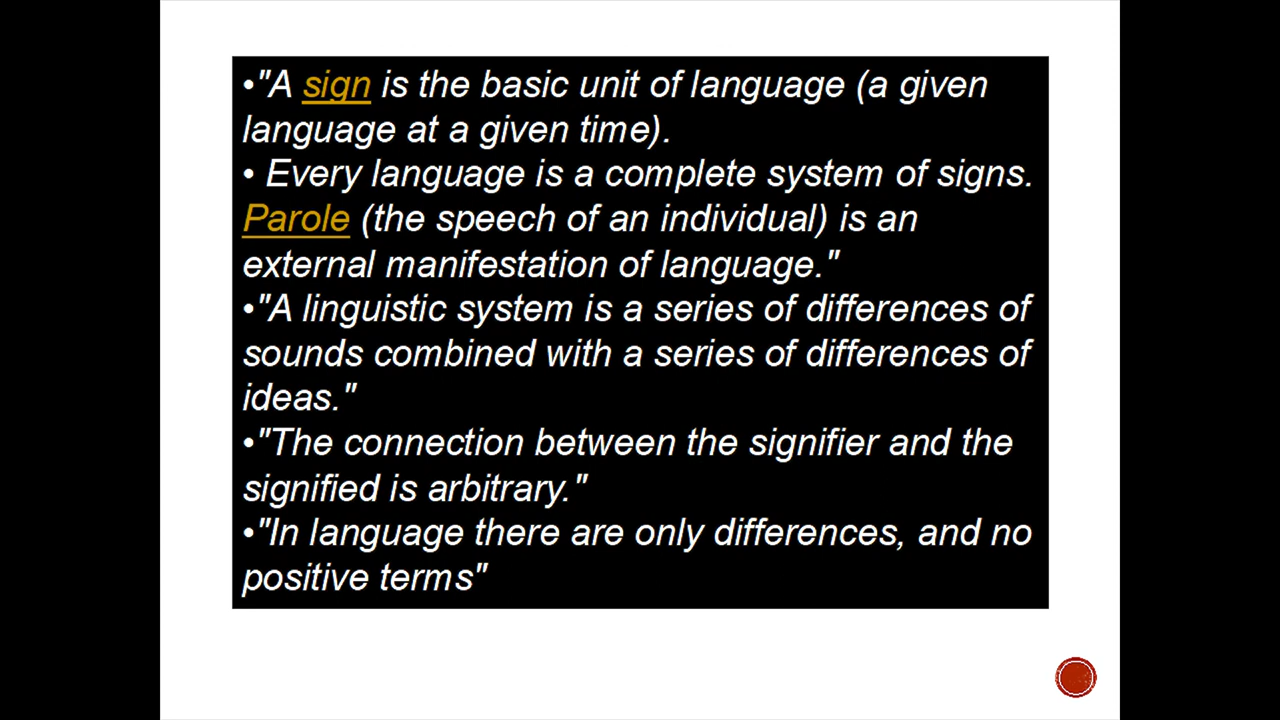 •"A sign is the basic unit of language (a given
language at a given time).
• Every language is a complete system of signs.
Parole (the speech of an individual) is an
external manifestation of language."
•"A linguistic system is a series of differences of
sounds combined with a series of differences of
ideas."
•"The connection between the signifier and the
signified is arbitrary."
•"In language there are only differences, and no
positive terms"